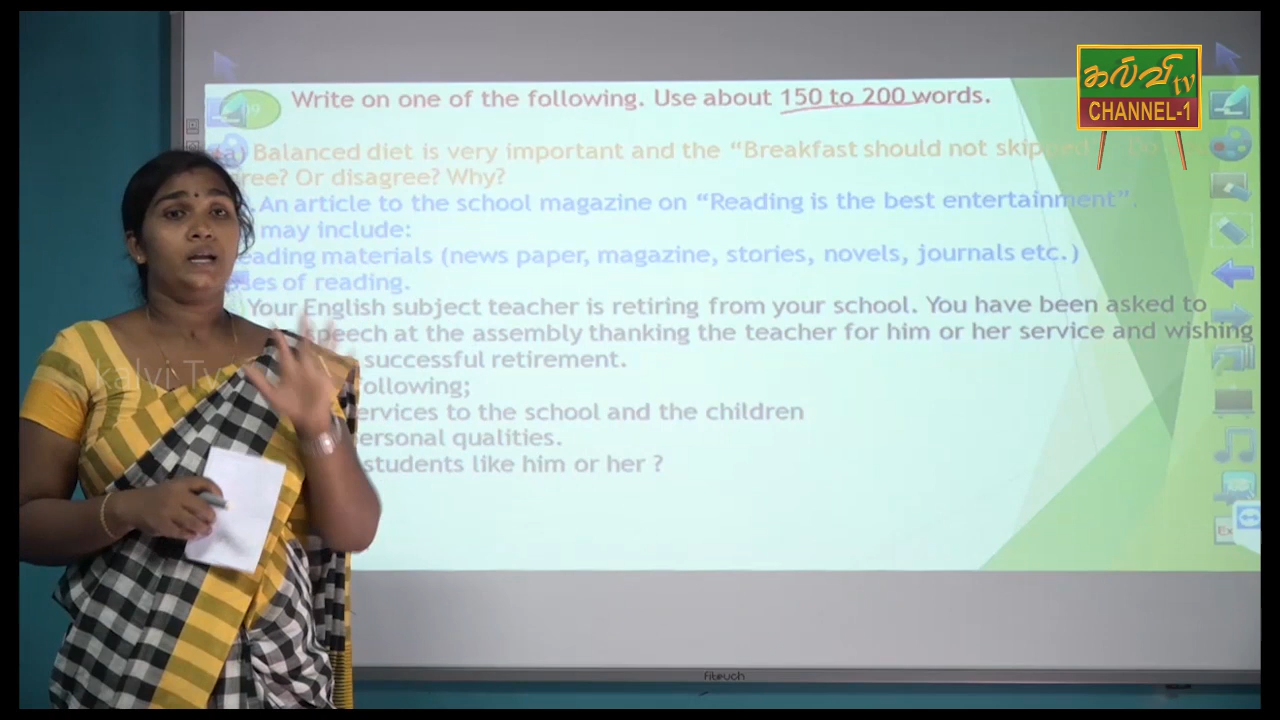 கல்வி tv
CHANNEL-1
Write on one of the following. Use about 150 to 200 words.
Balanced diet is very important and the “Breakfast should not skipped
Or disagree? Why?
An article to the school magazine on “Reading is the best entertainment”.
may include:
materials (news paper, magazine, stories, novels, journals etc.)
of reading.
Your English subject teacher is retiring from your school. You have been asked to
speech at the assembly thanking the teacher for him or her service and wishing
successful retirement.
following;
to the school and the children
personal qualities.
students like him or her ?
kalvi Tv
Ex
fitouch